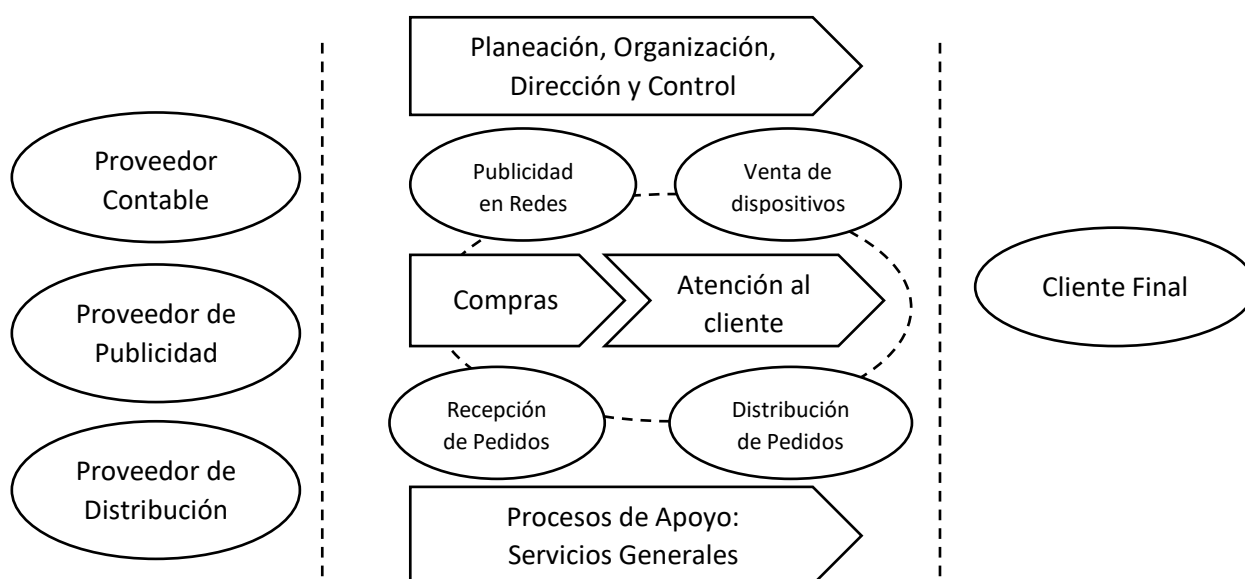 Planeación, Organización,
Dirección y Control
Proveedor
Contable
Proveedor de
Publicidad
Proveedor de
Distribución
Publicidad
en Redes
Venta de
dispositivos
Compras
Atención al
cliente
Recepción
de Pedidos
Distribución
de Pedidos
Procesos de Apoyo:
Servicios Generales
Cliente Final